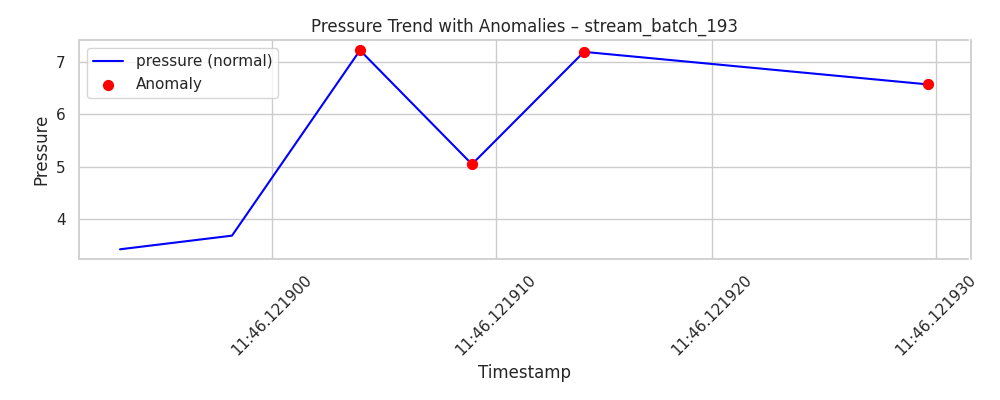 Pressure Trend with Anomalies – stream_batch_193
pressure (normal)
Anomaly
Pressure
7
6
5
4
11:46.121900
11:46.121910
11:46.121920
11:46.121930
Timestamp